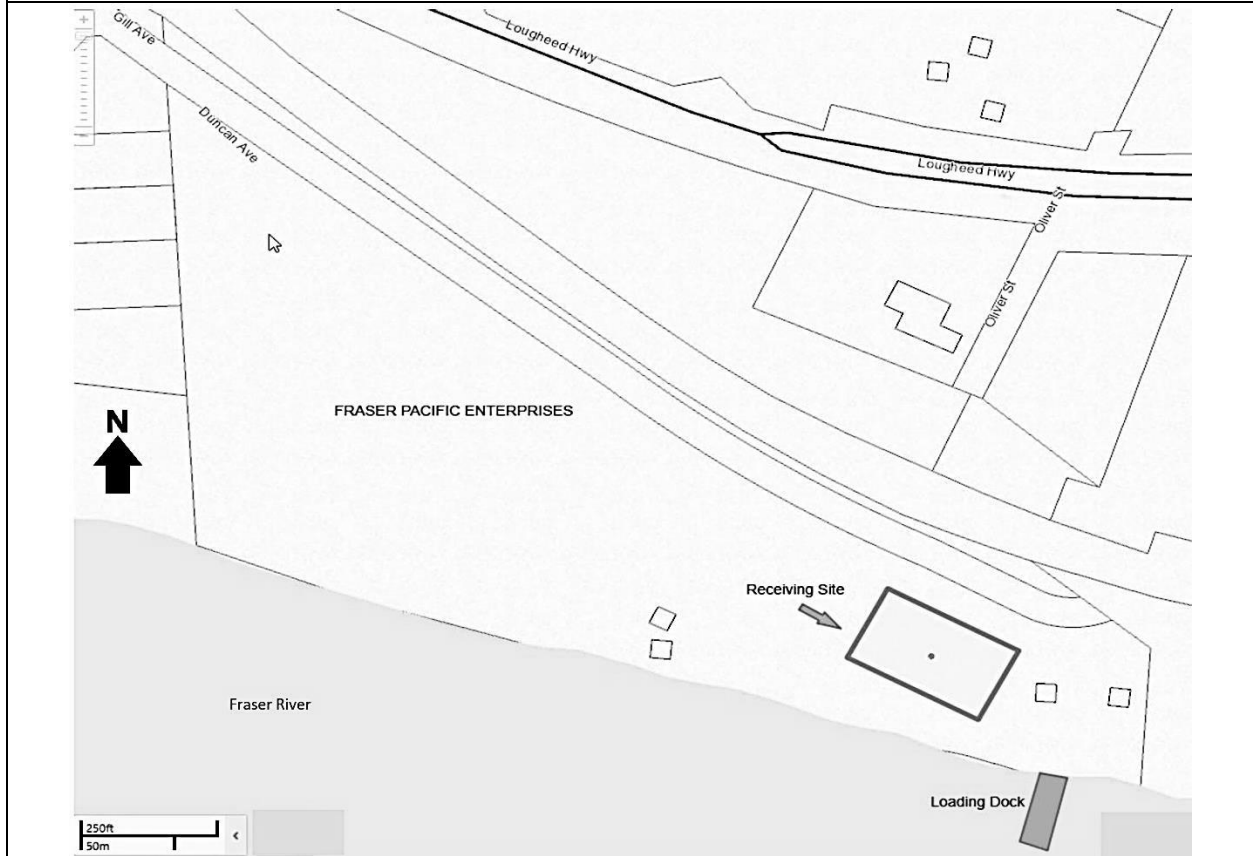 Gill Ave
Lougheed Hwy
Duncan Ave
Lougheed Hwy
Oliver St
Oliver St
FRASER PACIFIC ENTERPRISES
N
Receiving Site
Fraser River
Loading Dock
250ft
50m